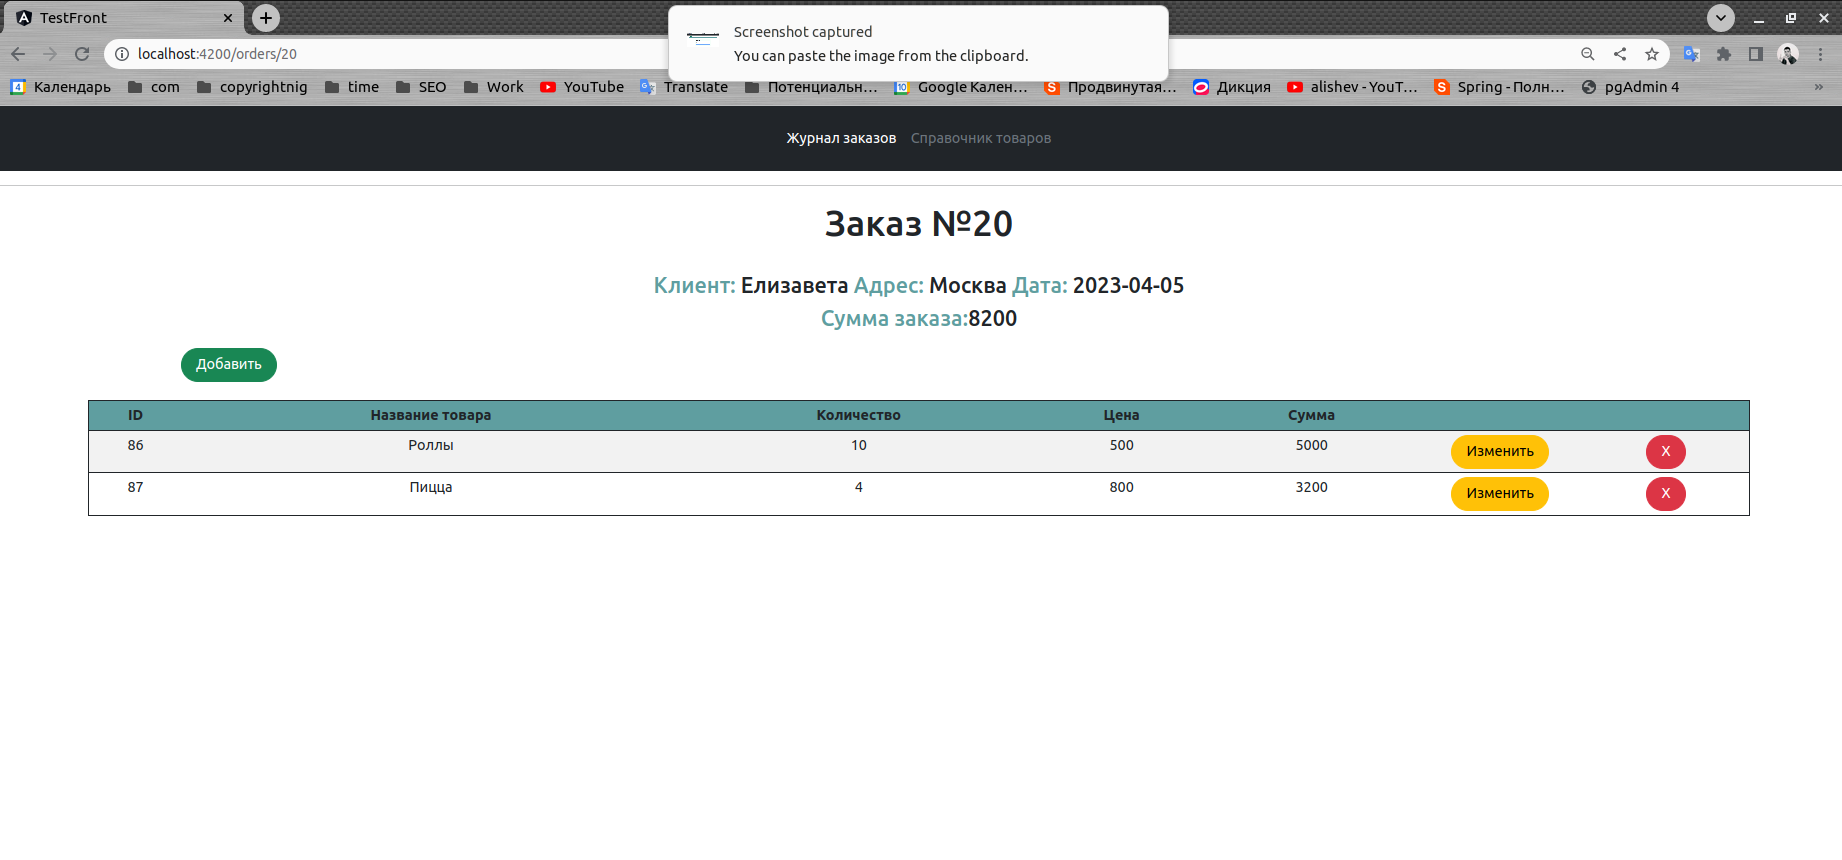 TestFront
Screenshot captured
You can paste the image from the clipboard.
localhost:4200/orders/20
4 Календарь com copyrightnig time SEO Work YouTube Translate Потенциальн... 10 Google Кален... Продвинутая... Дикция alishev - YouT... Spring - Полн... pgAdmin 4 »
Журнал заказов Справочник товаров
Заказ №20
Клиент: Елизавета Адрес: Москва Дата: 2023-04-05
Сумма заказа:8200
Добавить
ID Название товара Количество Цена Сумма
86 Роллы 10 500 5000 Изменить X
87 Пицца 4 800 3200 Изменить X